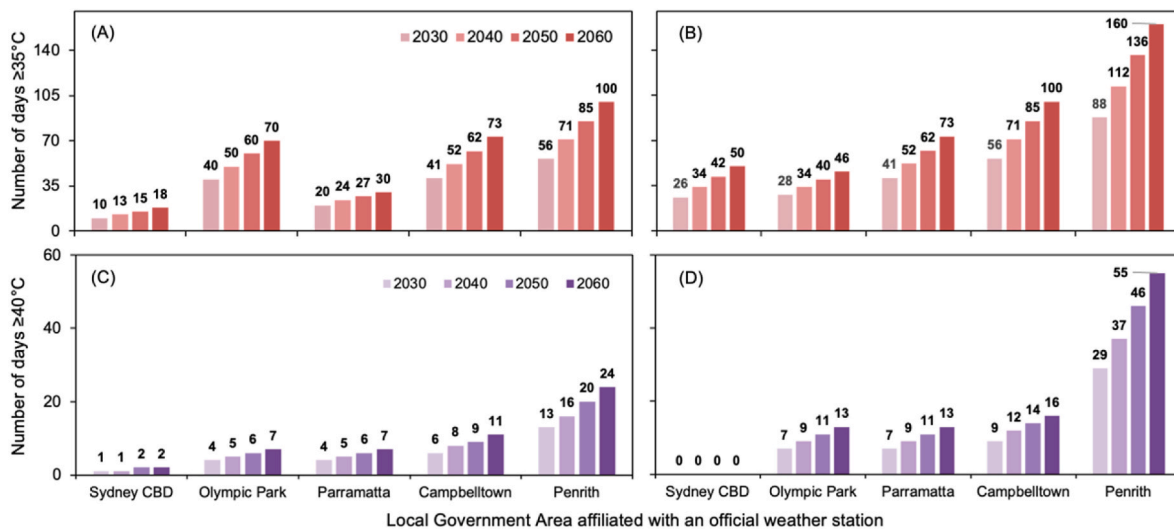 (A)
2030 2040 2050 2060
Number of days ≥35°C
140
105
70
35
0
10 13 15 18
40 50 60 70
20 24 27 30
41 52 62 73
56 71 85 100
(B)
26 34 42 50
28 34 40 46
41 52 62 73
56 71 85 100
88 112 136 160
(C)
2030 2040 2050 2060
Number of days ≥40°C
60
40
20
0
1 1 2 2
4 5 6 7
4 5 6 7
6 8 9 11
13 16 20 24
Sydney CBD Olympic Park Parramatta Campbelltown Penrith
(D)
0 0 0 0
7 9 11 13
7 9 11 13
9 12 14 16
29 37 46 55
Sydney CBD Olympic Park Parramatta Campbelltown Penrith
Local Government Area affiliated with an official weather station